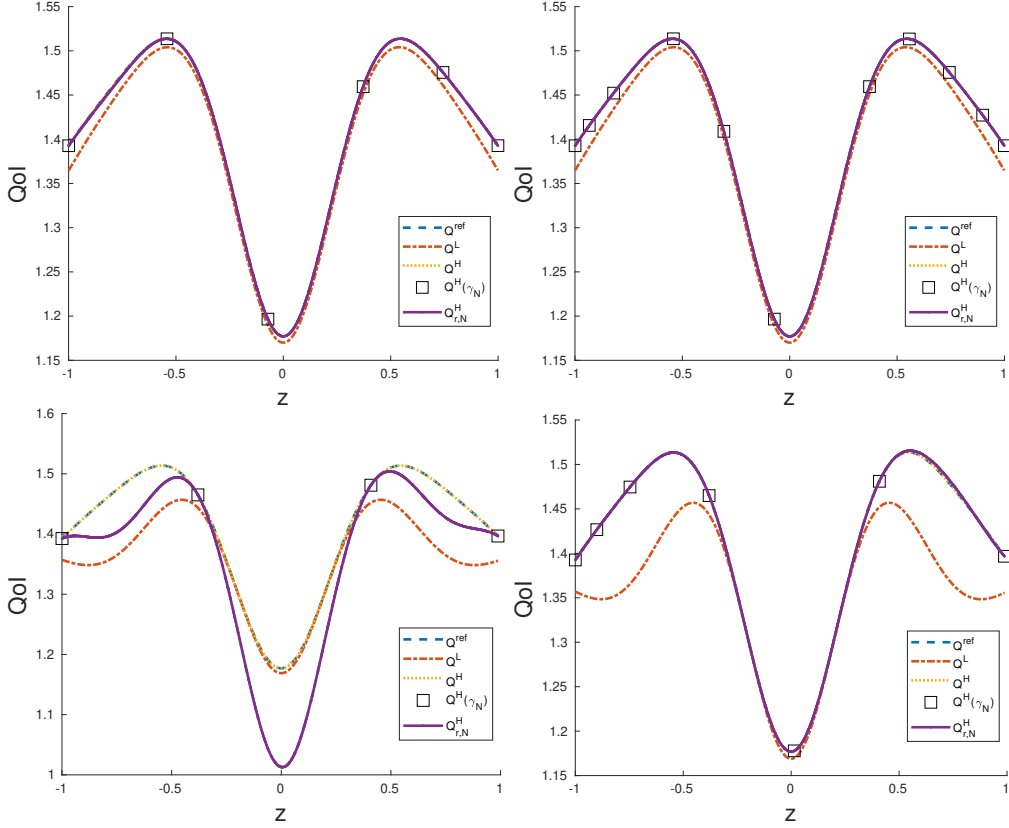 1.55
1.5
1.45
1.4
1.35
1.3
1.25
1.2
1.15
-1
-0.5
0
0.5
1
QoI
z
Q^ref
Q^L
Q^H
Q^H(γ_N)
Q^H_r,N
1.55
1.5
1.45
1.4
1.35
1.3
1.25
1.2
1.15
-1
-0.5
0
0.5
1
QoI
z
Q^ref
Q^L
Q^H
Q^H(γ_N)
Q^H_r,N
1.6
1.5
1.4
1.3
1.2
1.1
1
-1
-0.5
0
0.5
1
QoI
z
Q^ref
Q^L
Q^H
Q^H(γ_N)
Q^H_r,N
1.55
1.5
1.45
1.4
1.35
1.3
1.25
1.2
1.15
-1
-0.5
0
0.5
1
QoI
z
Q^ref
Q^L
Q^H
Q^H(γ_N)
Q^H_r,N